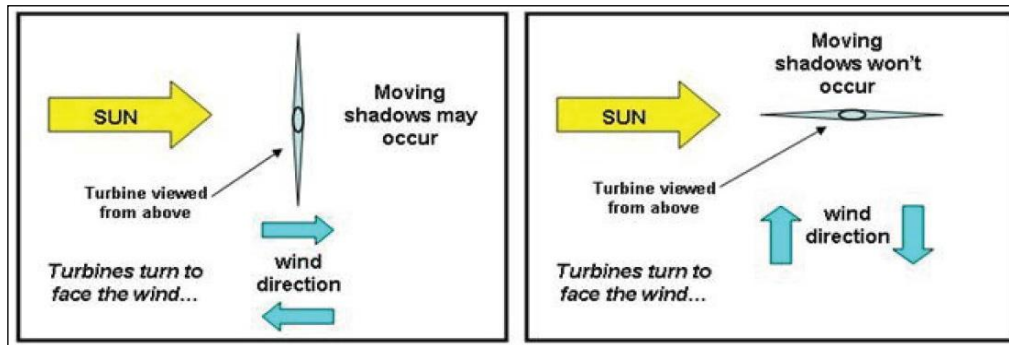 SUN
Moving
shadows may
occur
Turbine viewed
from above
wind
direction
Turbines turn to
face the wind...
Moving
shadows won't
occur
SUN
Turbine viewed
from above
wind
direction
Turbines turn to
face the wind...